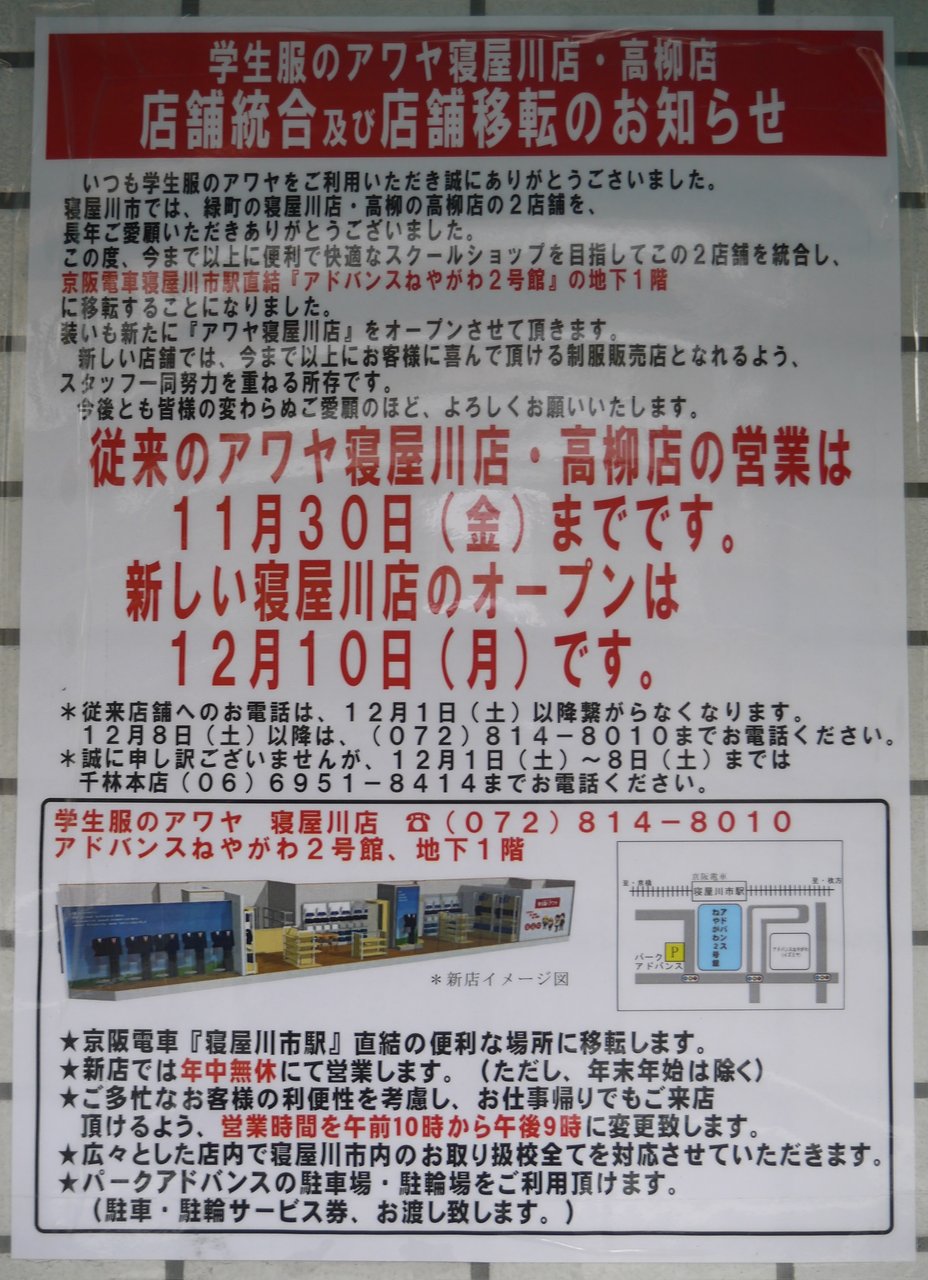 学生服のアワヤ寝屋川店・高柳店
店舗統合及び店舗移転のお知らせ
いつも学生服のアワヤをご利用いただき誠にありがとうございました。
寝屋川市では、緑町の寝屋川店・高柳の高柳店の２店舗を、
長年ご愛顧いただきありがとうございました。
この度、今まで以上に便利で快適なスクールショップを目指してこの２店舗を統合し、
京阪電車寝屋川市駅直結『アドバンスねやがわ２号館』の地下１階
に移転することになりました。
装いも新たに『アワヤ寝屋川店』をオープンさせて頂きます。
新しい店舗では、今まで以上にお客様に喜んで頂ける制服販売店となれるよう、
スタッフ一同努力を重ねる所存です。
今後とも皆様の変わらぬご愛顧のほど、よろしくお願いいたします。
従来のアワヤ寝屋川店・高柳店の営業は
１１月３０日（金）までです。
新しい寝屋川店のオープンは
１２月１０日（月）です。
＊従来店舗へのお電話は、１２月１日（土）以降繋がらなくなります。
１２月８日（土）以降は、（０７２）８１４－８０１０までお電話ください。
＊誠に申し訳ございませんが、１２月１日（土）～８日（土）までは
千林本店（０６）６９５１－８４１４までお電話ください。
学生服のアワヤ　寝屋川店　☎（０７２）８１４－８０１０
アドバンスねやがわ２号館、地下１階
＊新店イメージ図
京阪電車
至・京橋
寝屋川市駅
至・枚方
アドバンスねやがわ２号館
P
パークアドバンス
★京阪電車『寝屋川市駅』直結の便利な場所に移転します。
★新店では年中無休にて営業します。（ただし、年末年始は除く）
★ご多忙なお客様の利便性を考慮し、お仕事帰りでもご来店
頂けるよう、営業時間を午前10時から午後9時に変更致します。
★広々とした店内で寝屋川市内のお取り扱校全てを対応させていただきます。
★パークアドバンスの駐車場・駐輪場をご利用頂けます。
（駐車・駐輪サービス券、お渡し致します。）